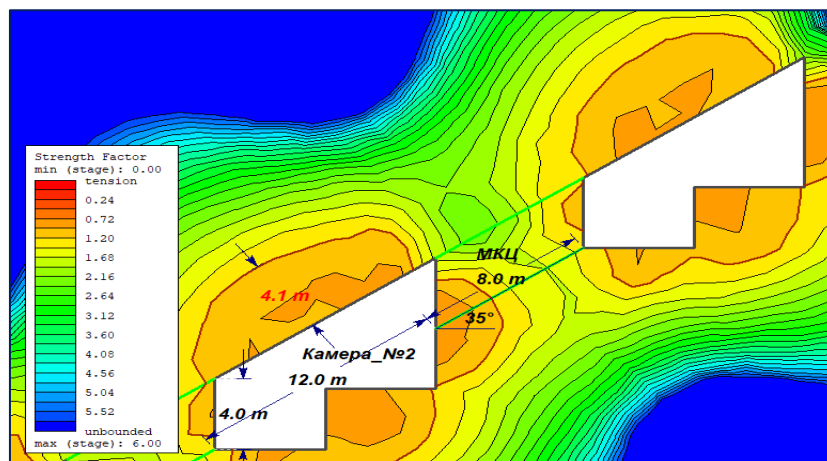 Strength Factor
min (stage): 0.00
tension
0.24
0.72
1.20
1.68
2.16
2.64
3.12
3.60
4.08
4.56
5.04
5.52
unbounded
max (stage): 6.00
МКЦ
8.0 m
35°
4.1 m
Камера_№2
12.0 m
4.0 m